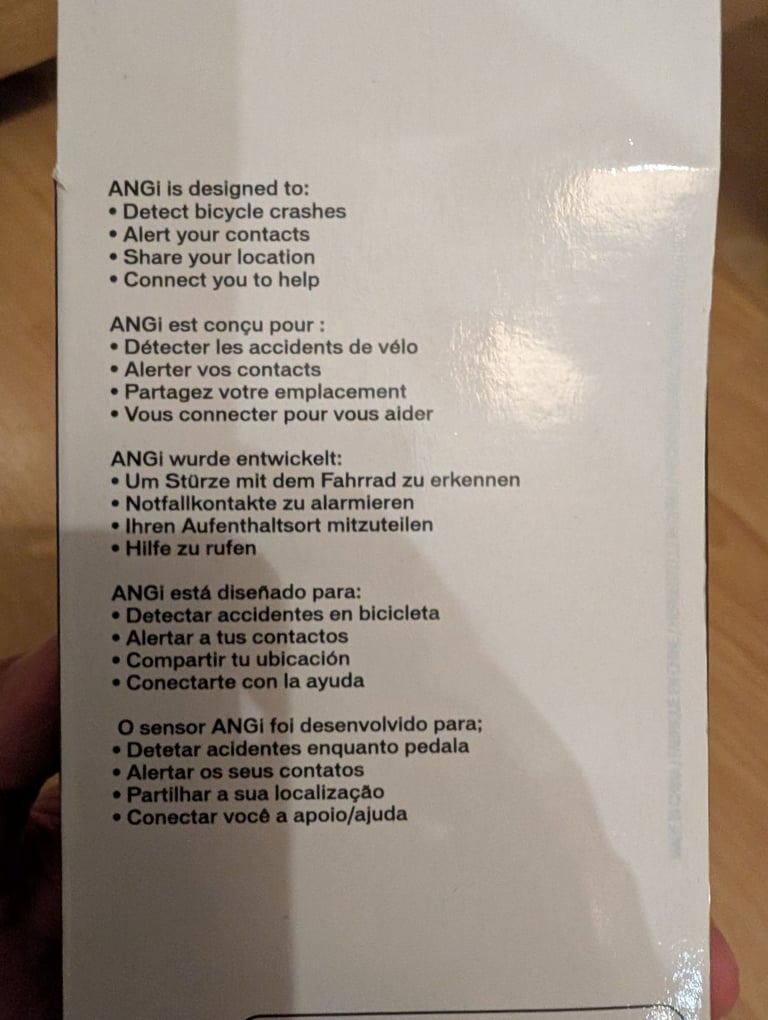 ANGi is designed to:
• Detect bicycle crashes
• Alert your contacts
• Share your location
• Connect you to help
ANGi est conçu pour :
• Détecter les accidents de vélo
• Alerter vos contacts
• Partagez votre emplacement
• Vous connecter pour vous aider
ANGi wurde entwickelt:
• Um Stürze mit dem Fahrrad zu erkennen
• Notfallkontakte zu alarmieren
• Ihren Aufenthaltsort mitzuteilen
• Hilfe zu rufen
ANGi está diseñado para:
• Detectar accidentes en bicicleta
• Alertar a tus contactos
• Compartir tu ubicación
• Conectarte con la ayuda
O sensor ANGi foi desenvolvido para;
• Detetar acidentes enquanto pedala
• Alertar os seus contatos
• Partilhar a sua localização
• Conectar você a apoio/ajuda